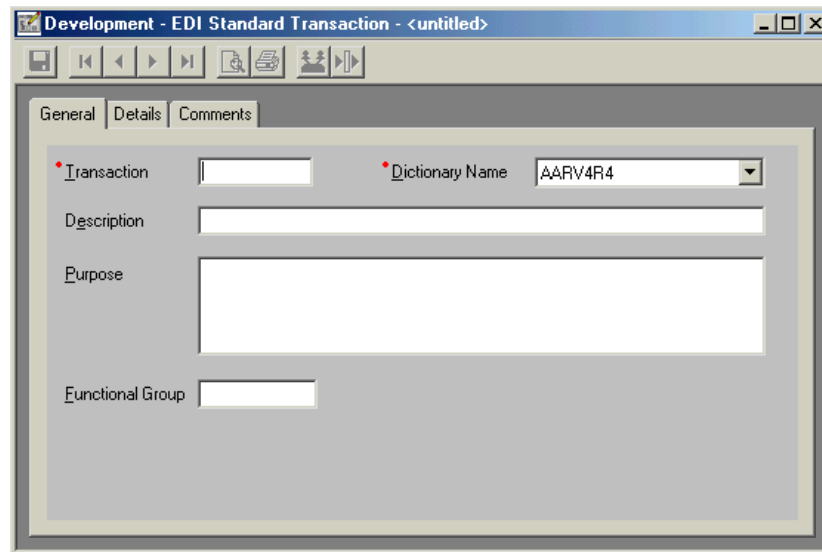 Development - EDI Standard Transaction - <untitled>
General Details Comments
Transaction Dictionary Name AARV4R4
Description
Purpose
Functional Group